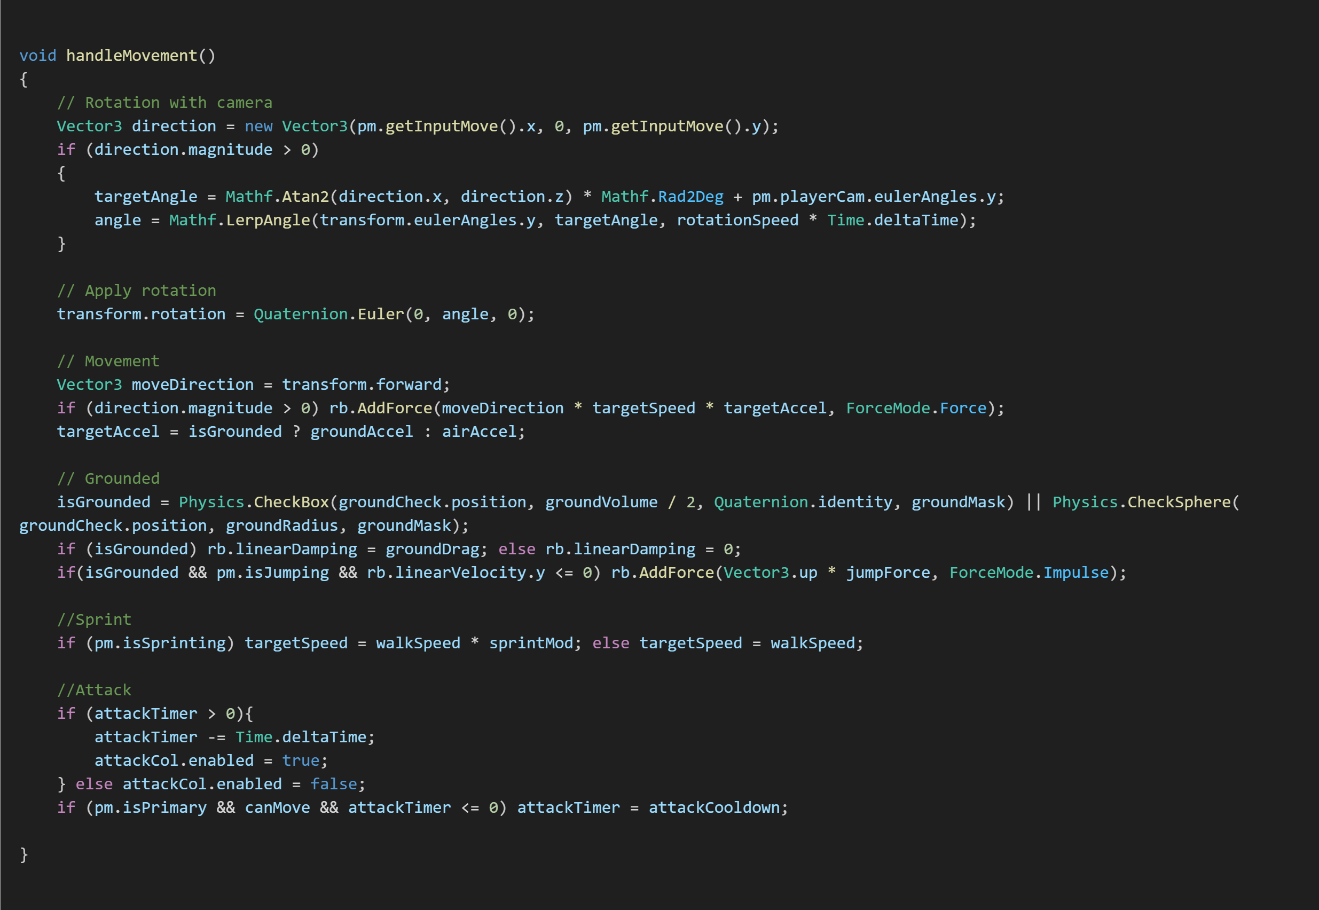 void handleMovement()
{
    // Rotation with camera
    Vector3 direction = new Vector3(pm.getInputMove().x, 0, pm.getInputMove().y);
    if (direction.magnitude > 0)
    {
        targetAngle = Mathf.Atan2(direction.x, direction.z) * Mathf.Rad2Deg + pm.playerCam.eulerAngles.y;
        angle = Mathf.LerpAngle(transform.eulerAngles.y, targetAngle, rotationSpeed * Time.deltaTime);
    }

    // Apply rotation
    transform.rotation = Quaternion.Euler(0, angle, 0);

    // Movement
    Vector3 moveDirection = transform.forward;
    if (direction.magnitude > 0) rb.AddForce(moveDirection * targetSpeed * targetAccel, ForceMode.Force);
    targetAccel = isGrounded ? groundAccel : airAccel;

    // Grounded
    isGrounded = Physics.CheckBox(groundCheck.position, groundVolume / 2, Quaternion.identity, groundMask) || Physics.CheckSphere(
groundCheck.position, groundRadius, groundMask);
    if (isGrounded) rb.linearDamping = groundDrag; else rb.linearDamping = 0;
    if(isGrounded && pm.isJumping && rb.linearVelocity.y <= 0) rb.AddForce(Vector3.up * jumpForce, ForceMode.Impulse);

    //Sprint
    if (pm.isSprinting) targetSpeed = walkSpeed * sprintMod; else targetSpeed = walkSpeed;

    //Attack
    if (attackTimer > 0){
        attackTimer -= Time.deltaTime;
        attackCol.enabled = true;
    } else attackCol.enabled = false;
    if (pm.isPrimary && canMove && attackTimer <= 0) attackTimer = attackCooldown;

}